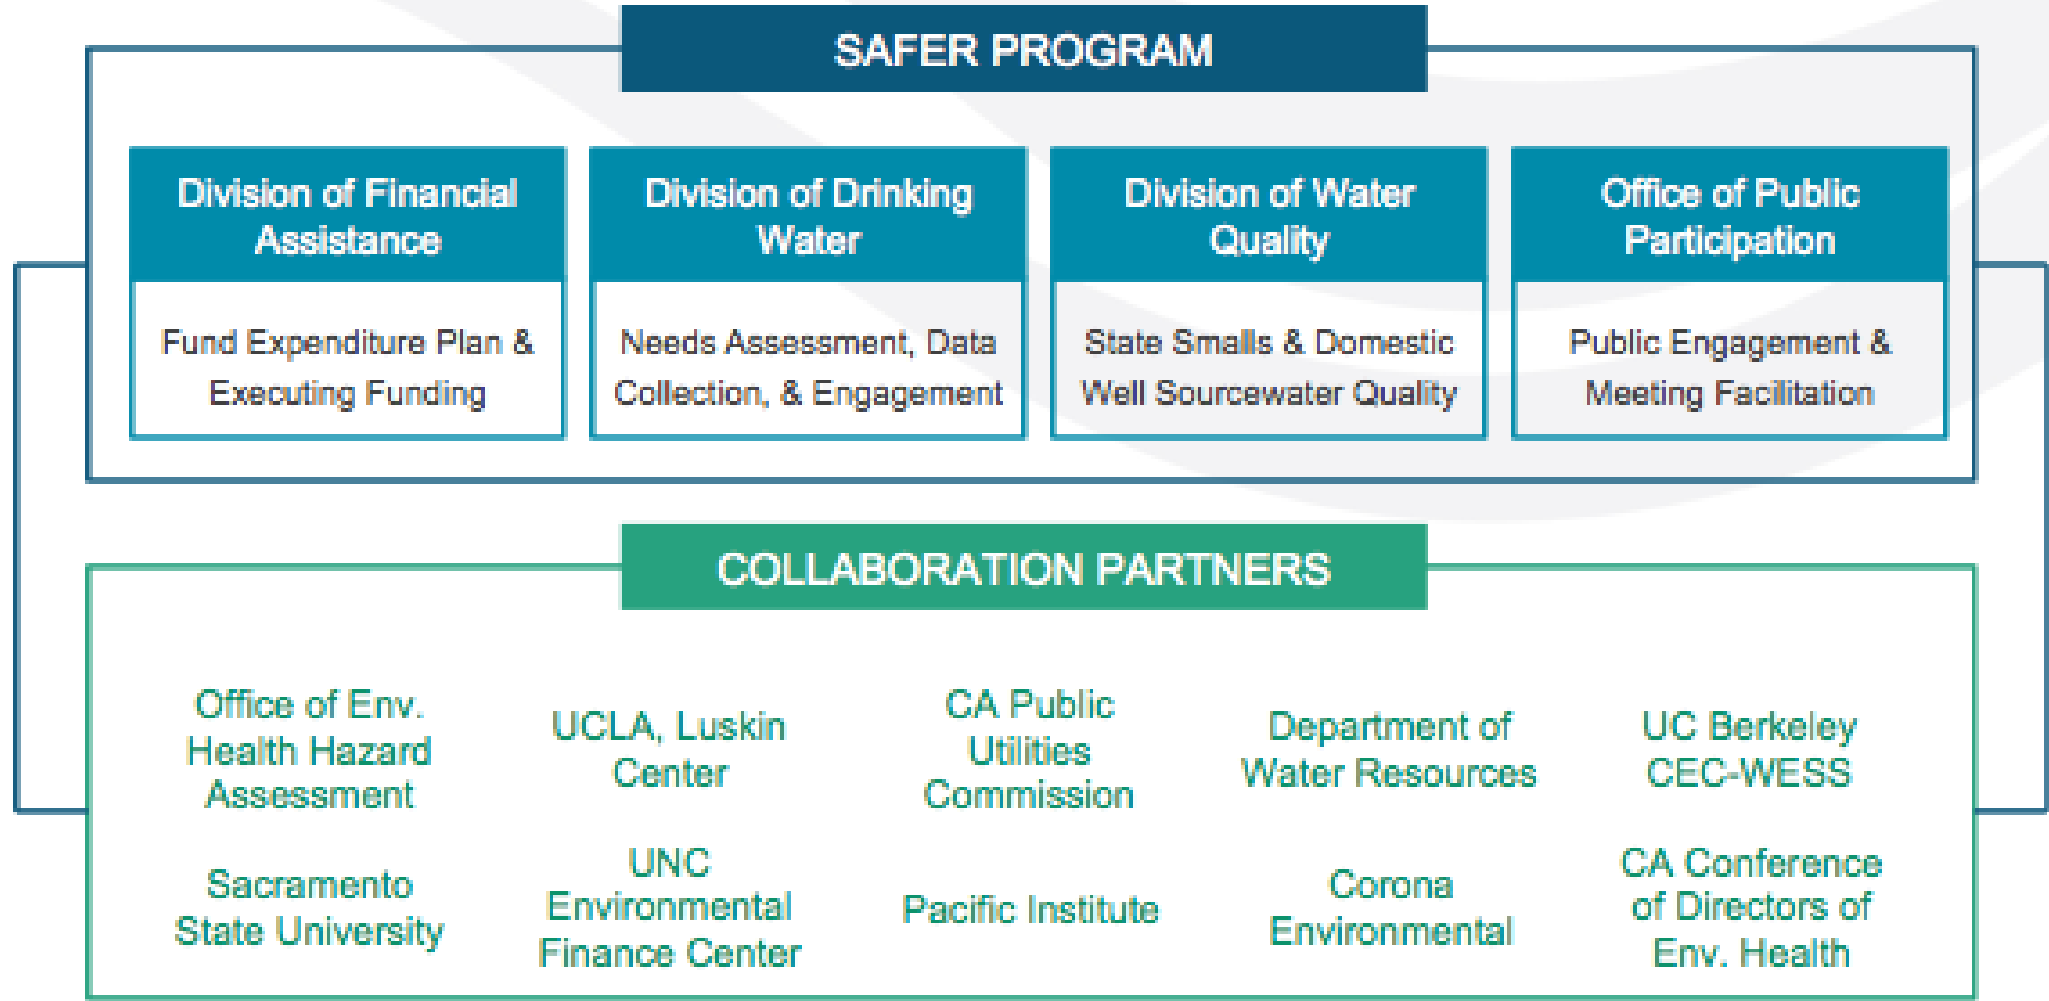 SAFER PROGRAM
Division of Financial
Assistance
Fund Expenditure Plan &
Executing Funding
Division of Drinking
Water
Needs Assessment, Data
Collection, & Engagement
Division of Water
Quality
State Smalls & Domestic
Well Sourcewater Quality
Office of Public
Participation
Public Engagement &
Meeting Facilitation
COLLABORATION PARTNERS
Office of Env.
Health Hazard
Assessment
UCLA, Luskin
Center
CA Public
Utilities
Commission
Department of
Water Resources
UC Berkeley
CEC-WESS
Sacramento
State University
UNC
Environmental
Finance Center
Pacific Institute
Corona
Environmental
CA Conference
of Directors of
Env. Health